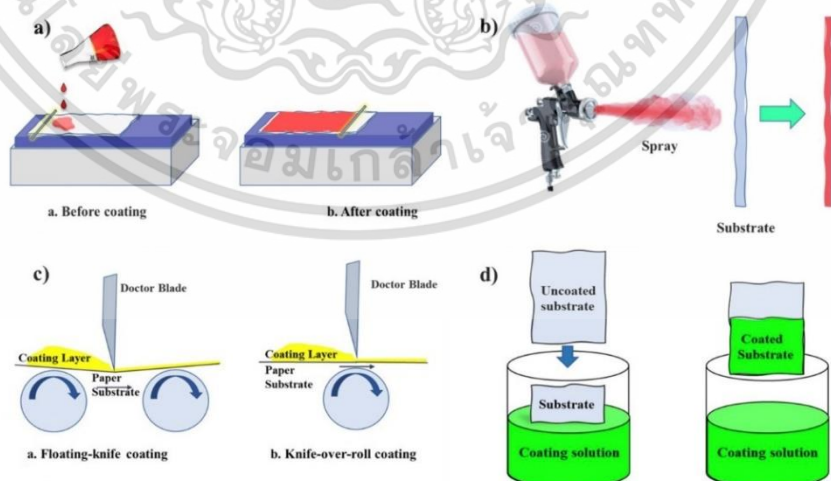 a)
a. Before coating
b. After coating
b)
Spray
Substrate
c)
Doctor Blade
Coating Layer
Paper
Substrate
a. Floating-knife coating
Doctor Blade
Coating Layer
Paper
Substrate
b. Knife-over-roll coating
d)
Uncoated
substrate
Substrate
Coating solution
Coated
Substrate
Coating solution